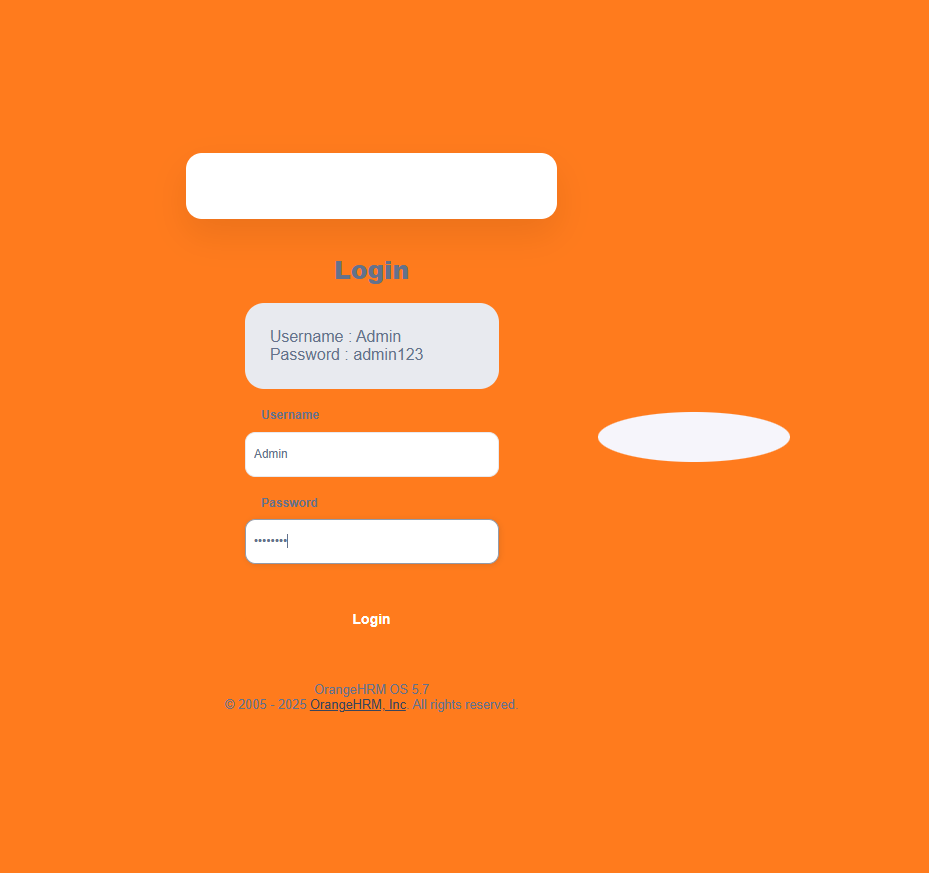 Login
Username : Admin
Password : admin123
Username
Admin
Password
••••••••
Login
OrangeHRM OS 5.7
© 2005 - 2025 OrangeHRM, Inc. All rights reserved.